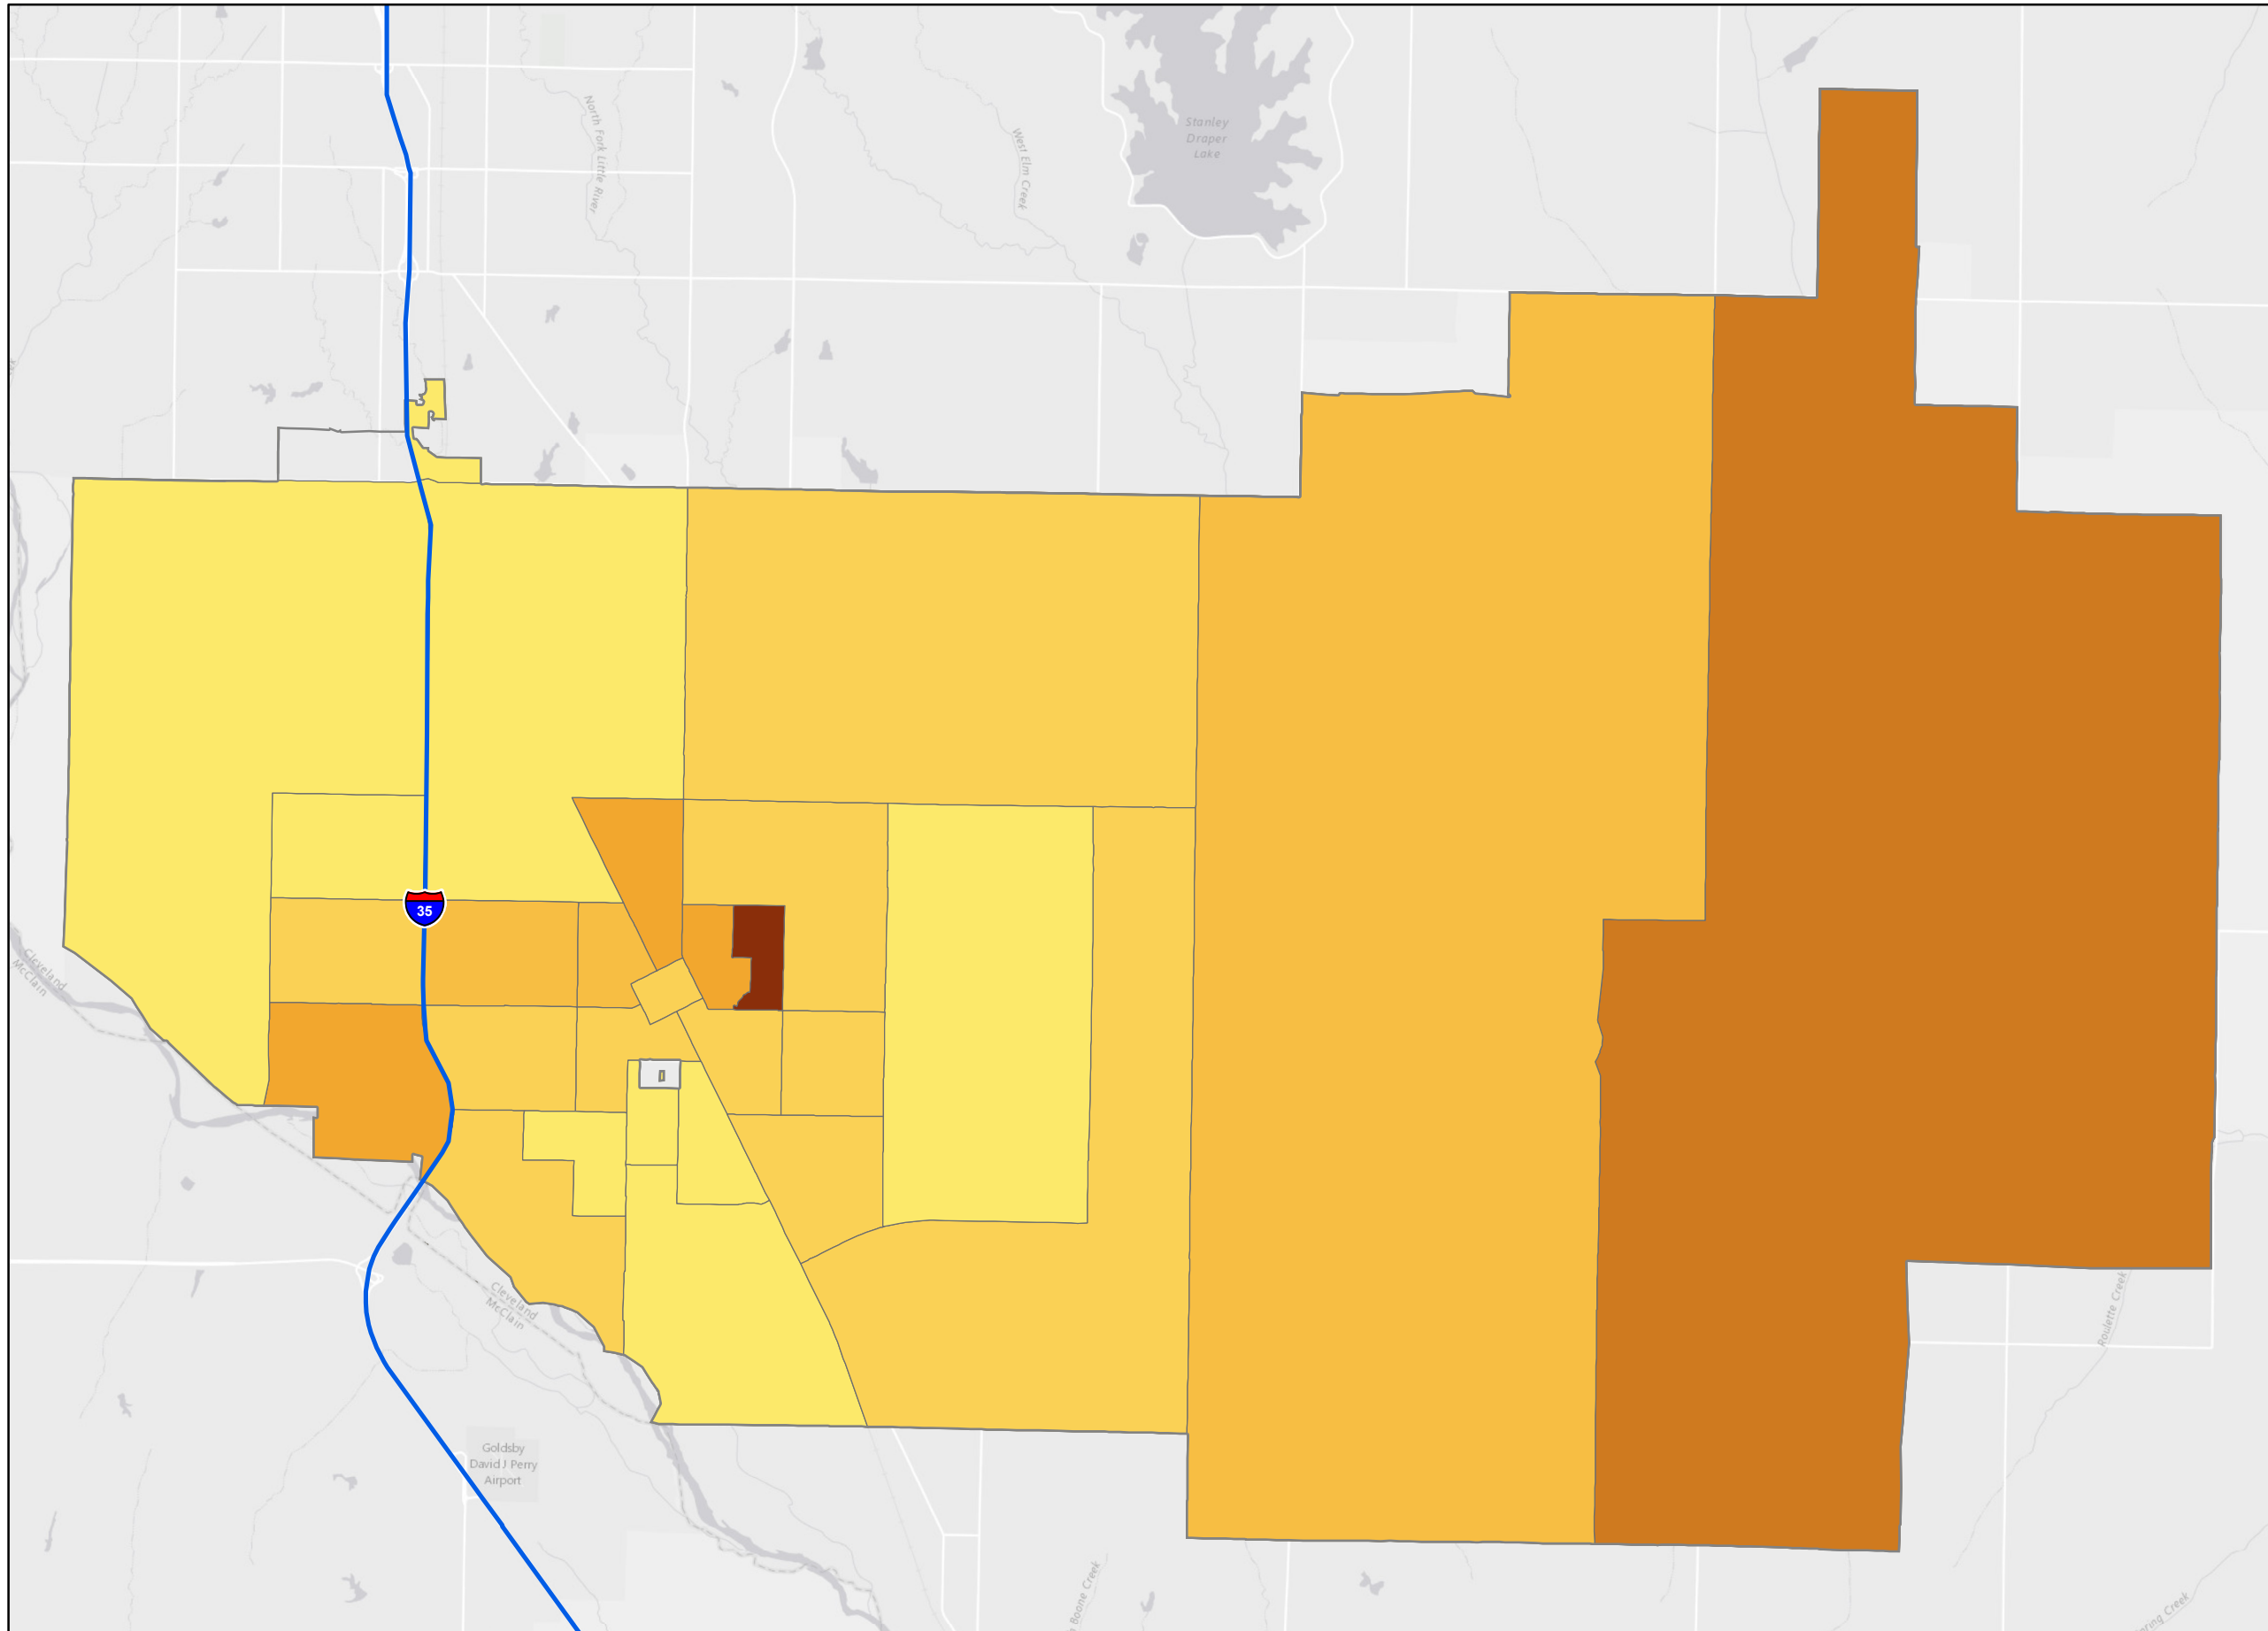 North Fork Little River
West Elm Creek
Stanley
Draper
Lake
35
Cleveland
McClain
Cleveland
McClain
Goldsby
David J Perry
Airport
Roulette Creek
Boone Creek
Creek